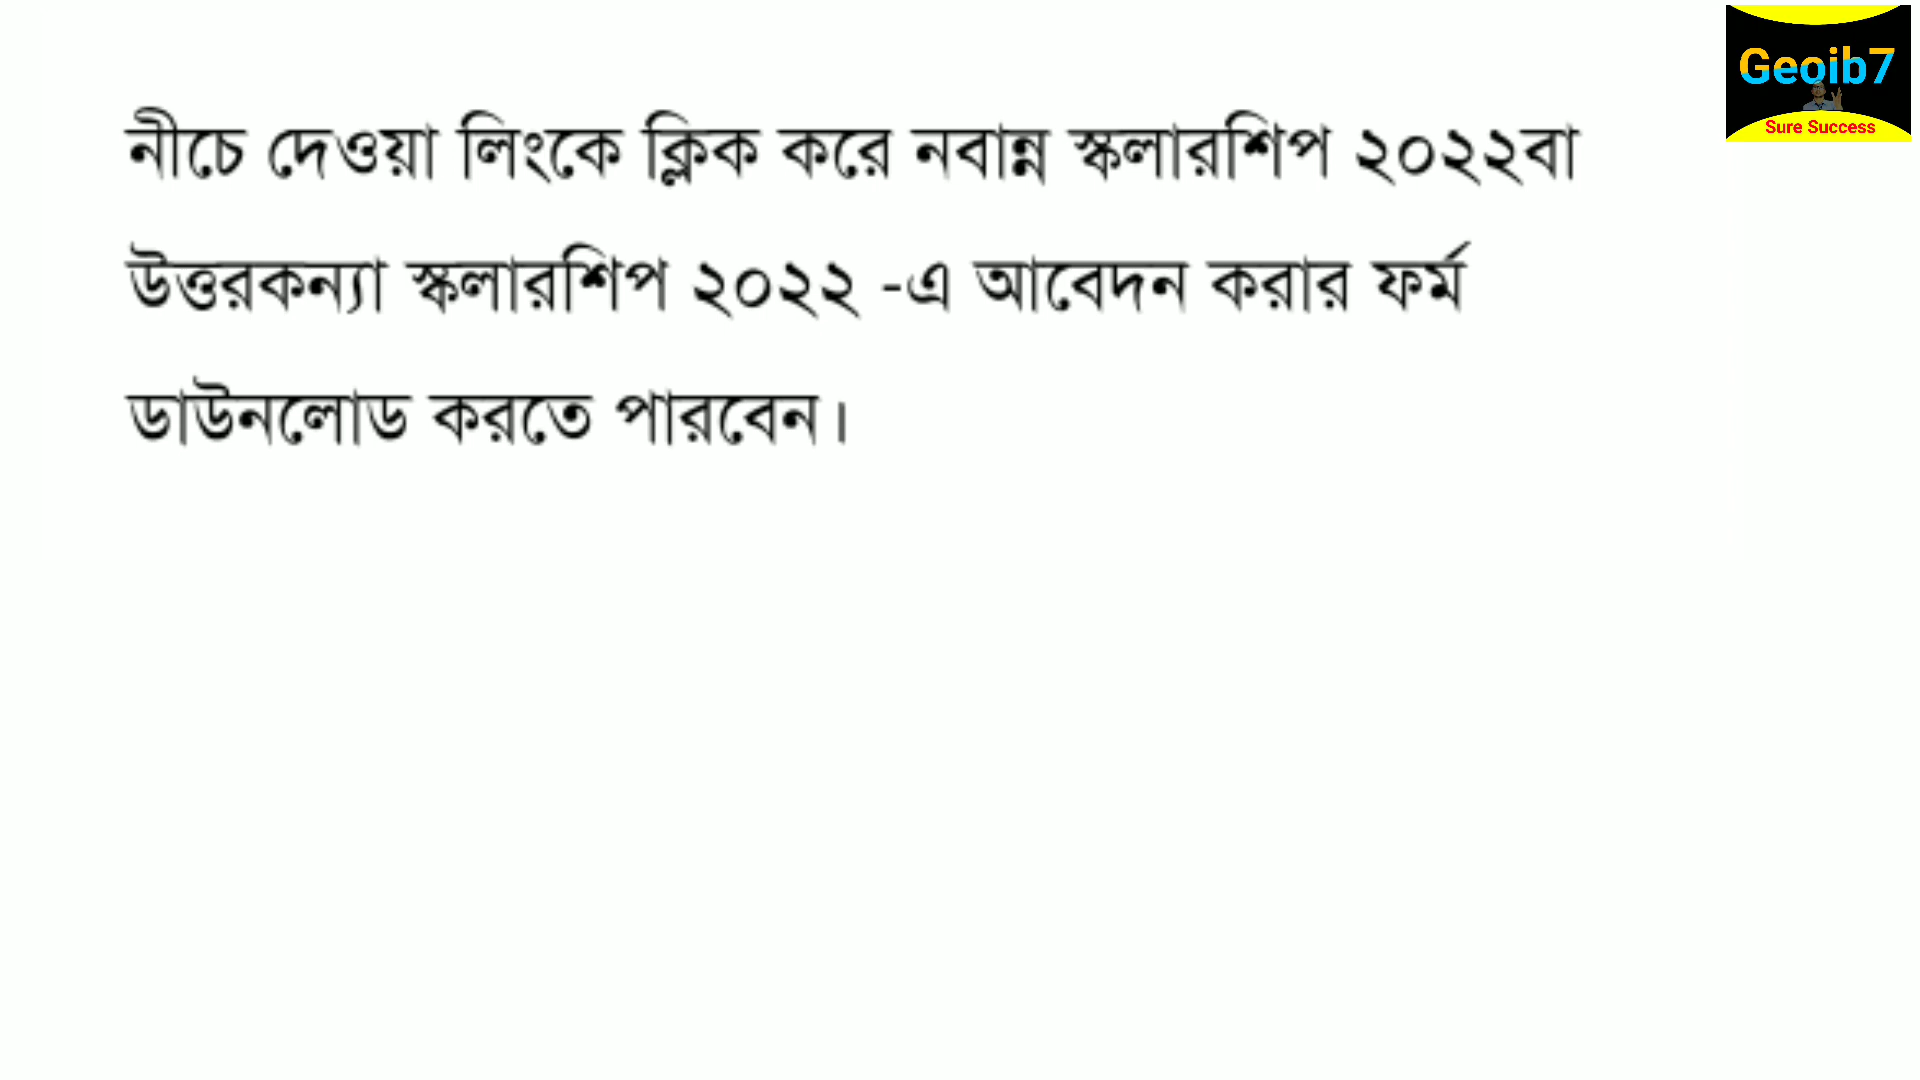 Geoib7
Sure Success
নীচে দেওয়া লিংকে ক্লিক করে নবান্ন স্কলারশিপ ২০২২বা
উত্তরকন্যা স্কলারশিপ ২০২২ -এ আবেদন করার ফর্ম
ডাউনলোড করতে পারবেন।